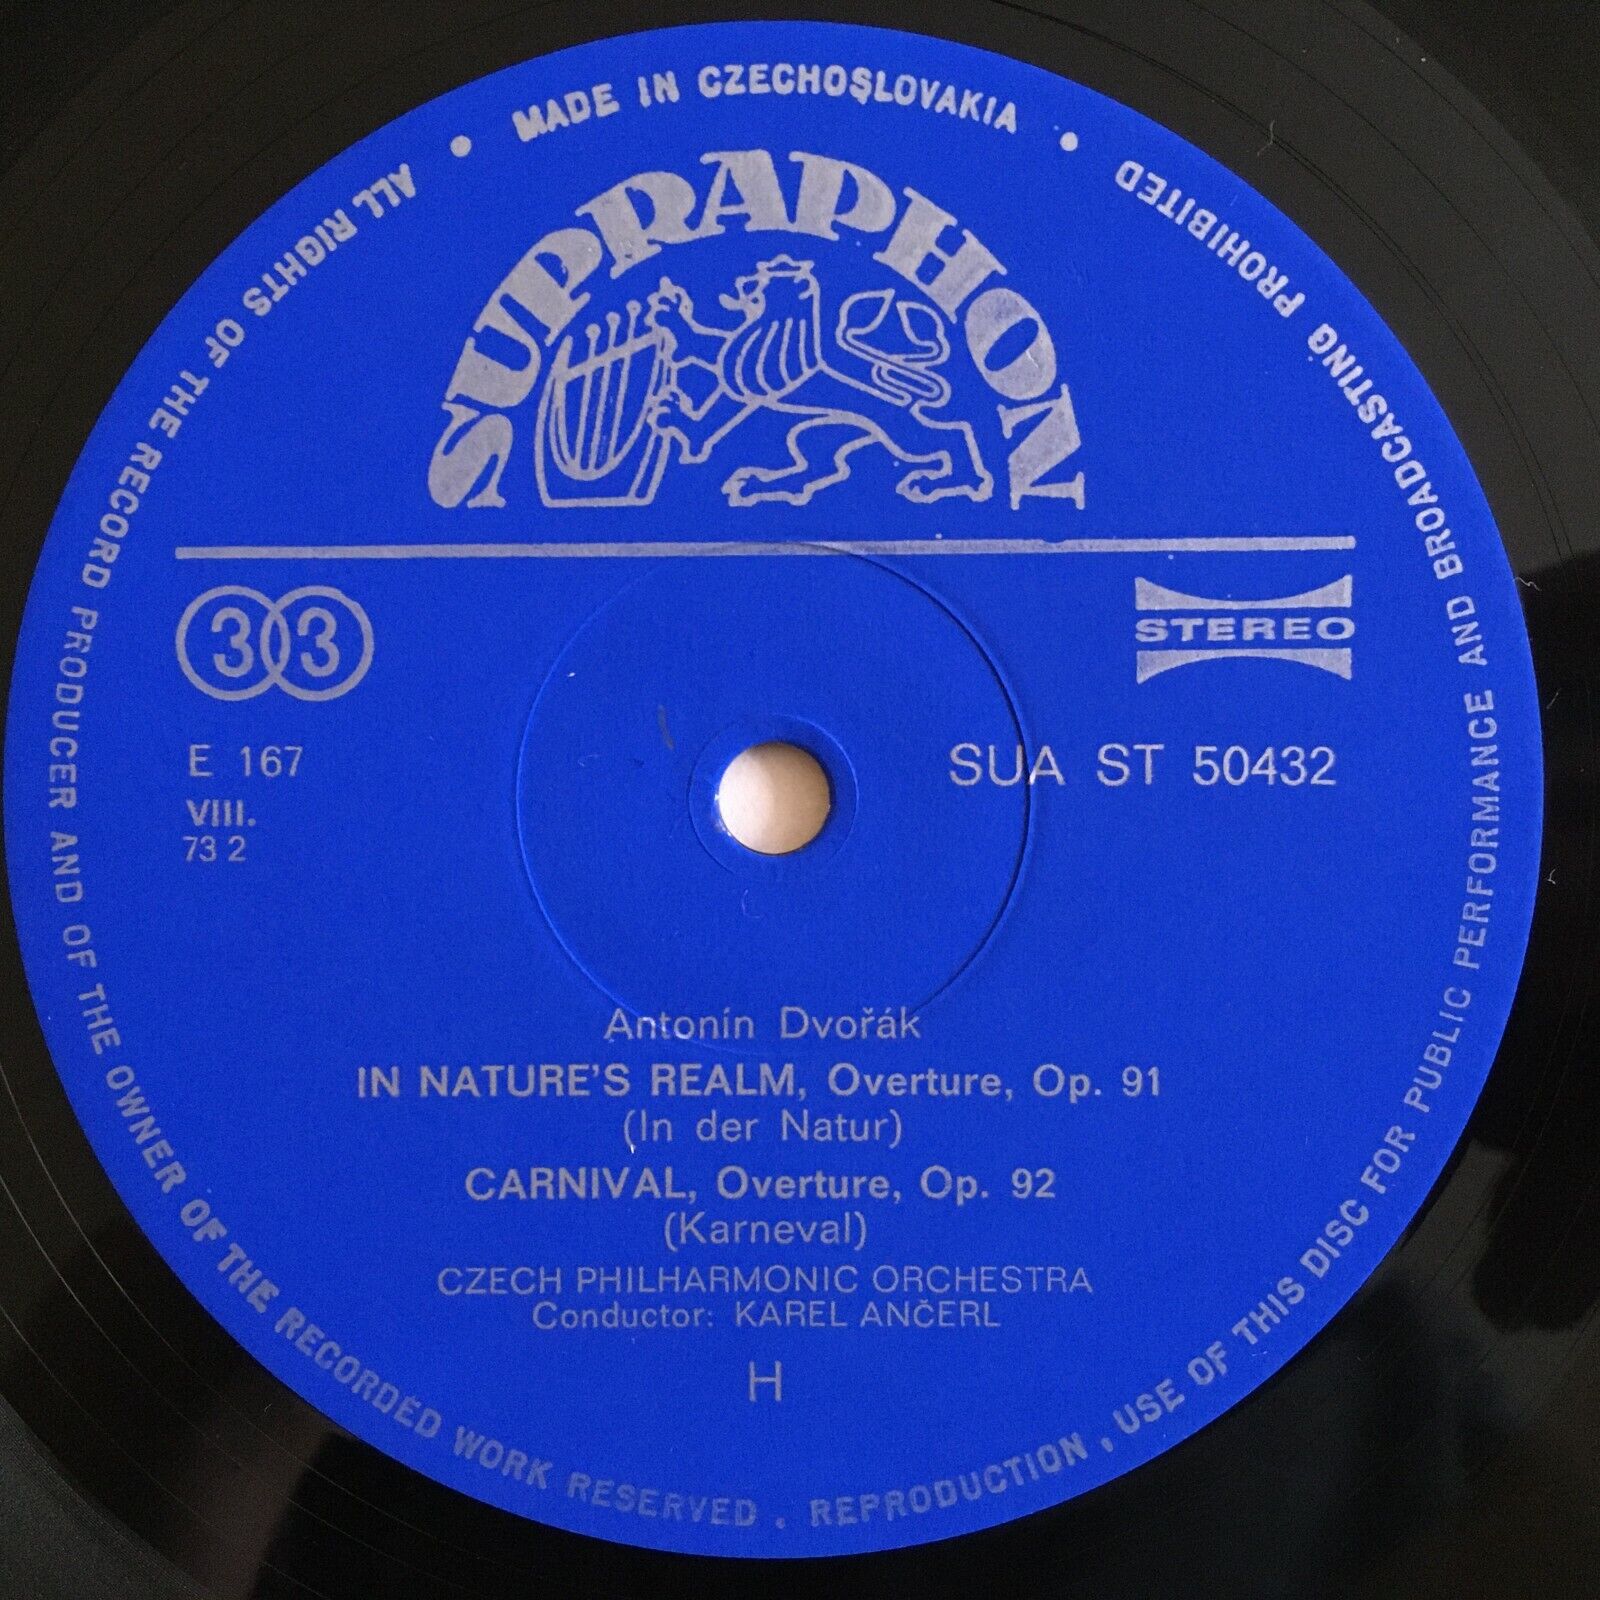 MADE IN CZECHOSLOVAKIA •
ALL RIGHTS OF THE RECORD PRODUCER AND OF THE OWNER OF THE RECORDED WORK RESERVED . REPRODUCTION , USE OF THIS DISC FOR PUBLIC PERFORMANCE AND BROADCASTING PROHIBITED •
SUPRAPHON
33
STEREO
E 167
SUA ST 50432
VIII.
73 2
Antonín Dvořák
IN NATURE'S REALM, Overture, Op. 91
(In der Natur)
CARNIVAL, Overture, Op. 92
(Karneval)
CZECH PHILHARMONIC ORCHESTRA
Conductor: KAREL ANČERL
H